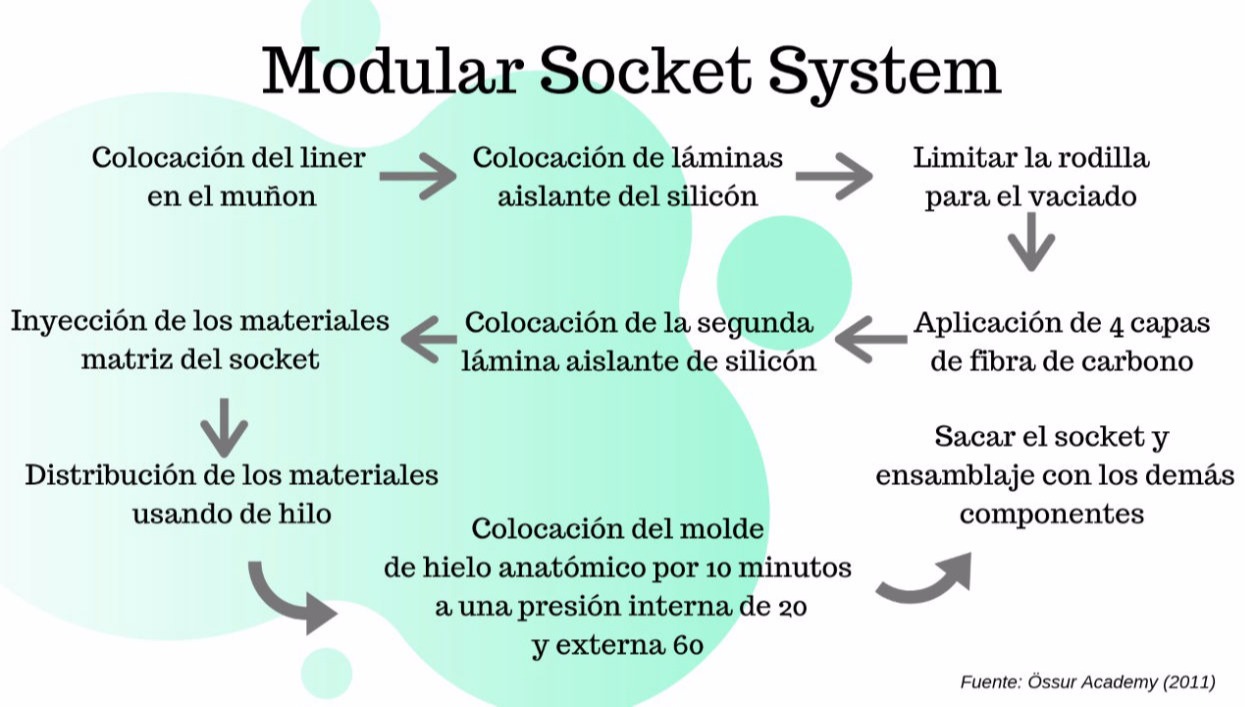 Modular Socket System
Colocación del liner
en el muñon
Colocación de láminas
aislante del silicón
Limitar la rodilla
para el vaciado
Aplicación de 4 capas
de fibra de carbono
Colocación de la segunda
lámina aislante de silicón
Inyección de los materiales
matriz del socket
Distribución de los materiales
usando de hilo
Colocación del molde
de hielo anatómico por 10 minutos
a una presión interna de 20
y externa 60
Sacar el socket y
ensamblaje con los demás
componentes
Fuente: Össur Academy (2011)